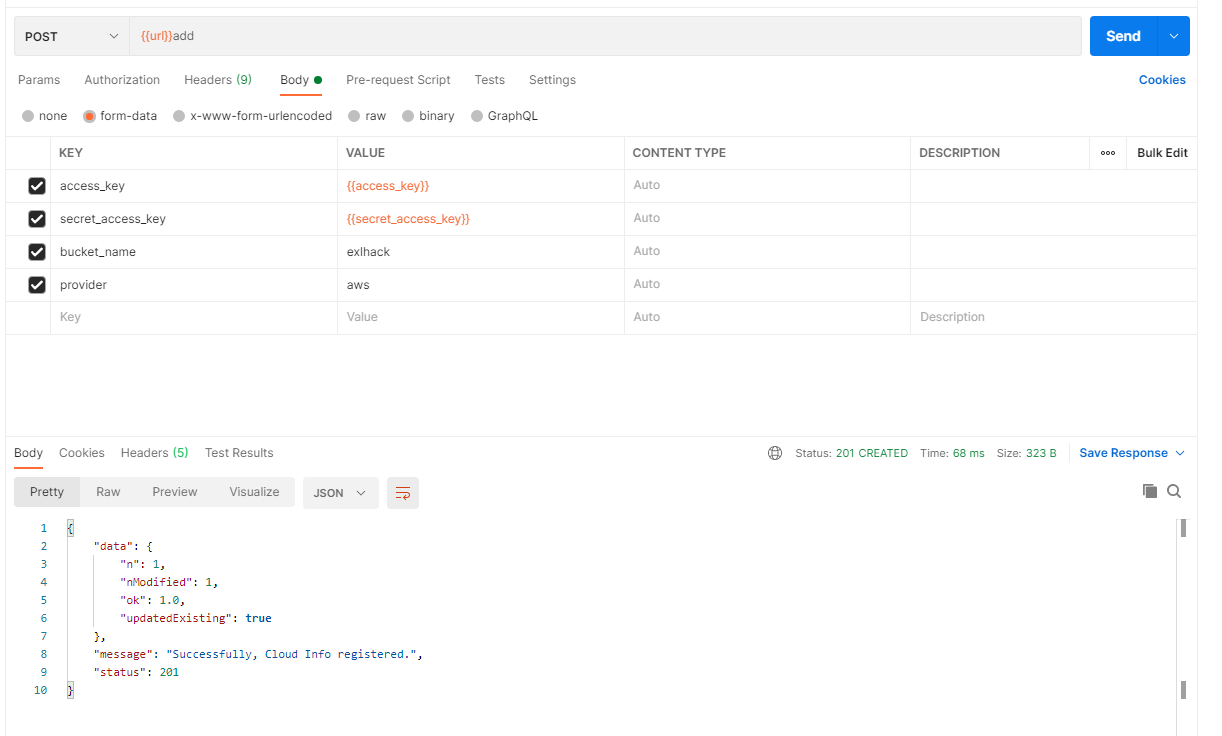 POST {{url}}add Send
Params Authorization Headers (9) Body Pre-request Script Tests Settings Cookies
none form-data x-www-form-urlencoded raw binary GraphQL
KEY VALUE CONTENT TYPE DESCRIPTION ooo Bulk Edit
access_key {{access_key}} Auto
secret_access_key {{secret_access_key}} Auto
bucket_name exlhack Auto
provider aws Auto
Key Value Auto Description
Body Cookies Headers (5) Test Results Status: 201 CREATED Time: 68 ms Size: 323 B Save Response
Pretty Raw Preview Visualize JSON
1 {
2 "data": {
3 "n": 1,
4 "nModified": 1,
5 "ok": 1.0,
6 "updatedExisting": true
7 },
8 "message": "Successfully, Cloud Info registered.",
9 "status": 201
10 }